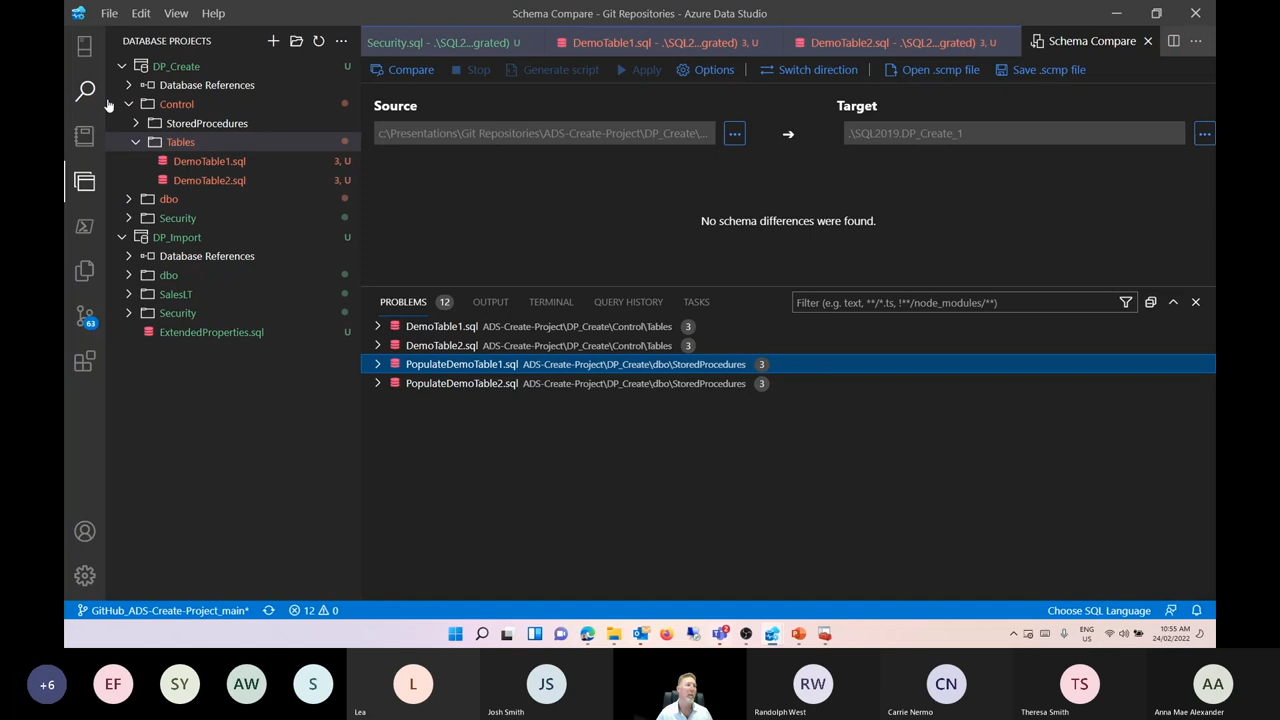 File Edit View Help
Schema Compare - Git Repositories - Azure Data Studio
DATABASE PROJECTS
DP_Create U
Database References
Control
StoredProcedures
Tables
DemoTable1.sql 3, U
DemoTable2.sql 3, U
dbo
Security
DP_Import U
Database References
dbo
SalesLT
Security
ExtendedProperties.sql U
63
Security.sql - .\SQL2...grated) U
DemoTable1.sql - .\SQL2...grated) 3, U
DemoTable2.sql - .\SQL2...grated) 3, U
Schema Compare
Compare Stop Generate script Apply Options Switch direction Open .scmp file Save .scmp file
Source Target
c:\Presentations\Git Repositories\ADS-Create-Project\DP_Create\...
.\SQL2019.DP_Create_1
No schema differences were found.
PROBLEMS 12 OUTPUT TERMINAL QUERY HISTORY TASKS
Filter (e.g. text, **/*.ts, !**/node_modules/**)
DemoTable1.sql ADS-Create-Project\DP_Create\Control\Tables 3
DemoTable2.sql ADS-Create-Project\DP_Create\Control\Tables 3
PopulateDemoTable1.sql ADS-Create-Project\DP_Create\dbo\StoredProcedures 3
PopulateDemoTable2.sql ADS-Create-Project\DP_Create\dbo\StoredProcedures 3
GitHub_ADS-Create-Project_main* 12 0
Choose SQL Language
2
ENG
US
10:55 AM
24/02/2022
+6 EF SY AW S L JS RW CN TS AA
Lea Josh Smith Randolph West Carrie Nermo Theresa Smith Anna Mae Alexander